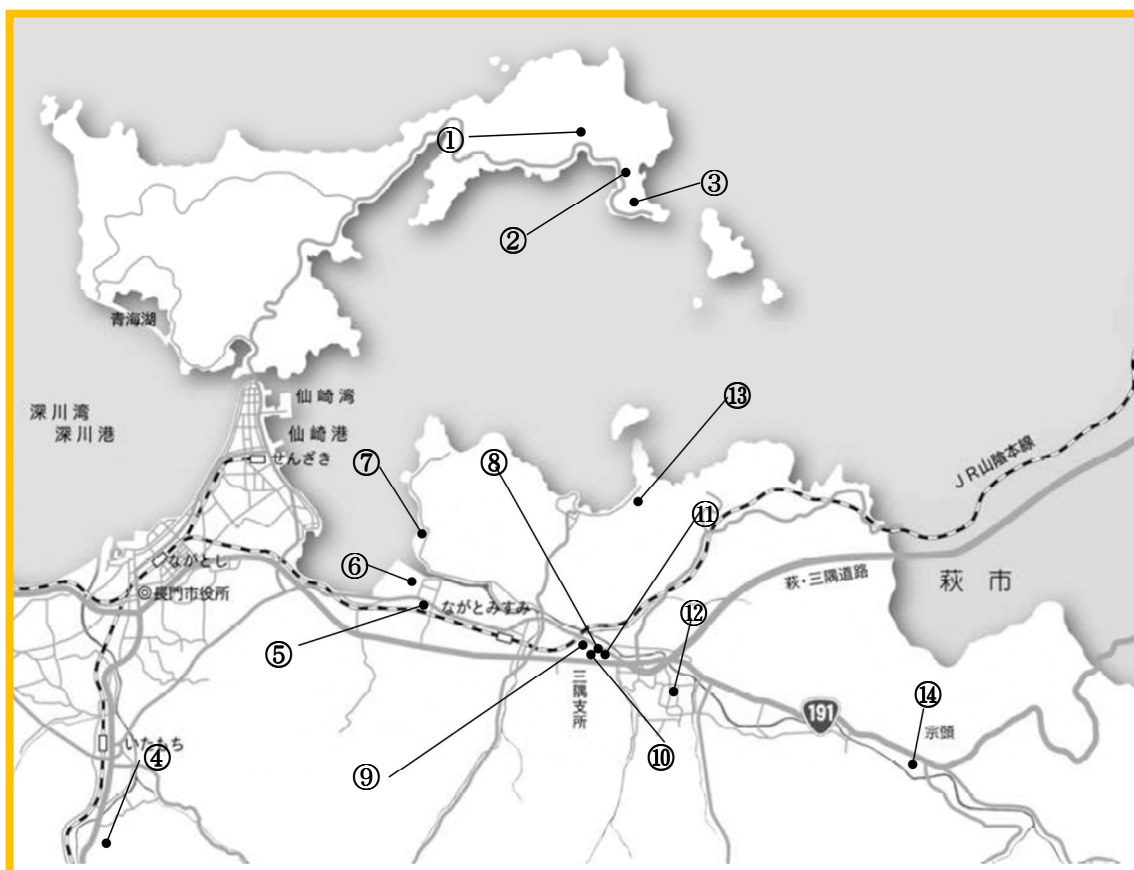 ①
②
③
青海湖
仙崎湾
深川湾
深川港
仙崎港
せんざき
⑬
⑦
⑧
⑪
JR山陰本線
ながとし
⑥
萩・三隅道路
萩市
◎長門市役所
ながとみすみ
⑫
⑤
三隅支所
191
⑭
宗頭
いたもち
④
⑨
⑩